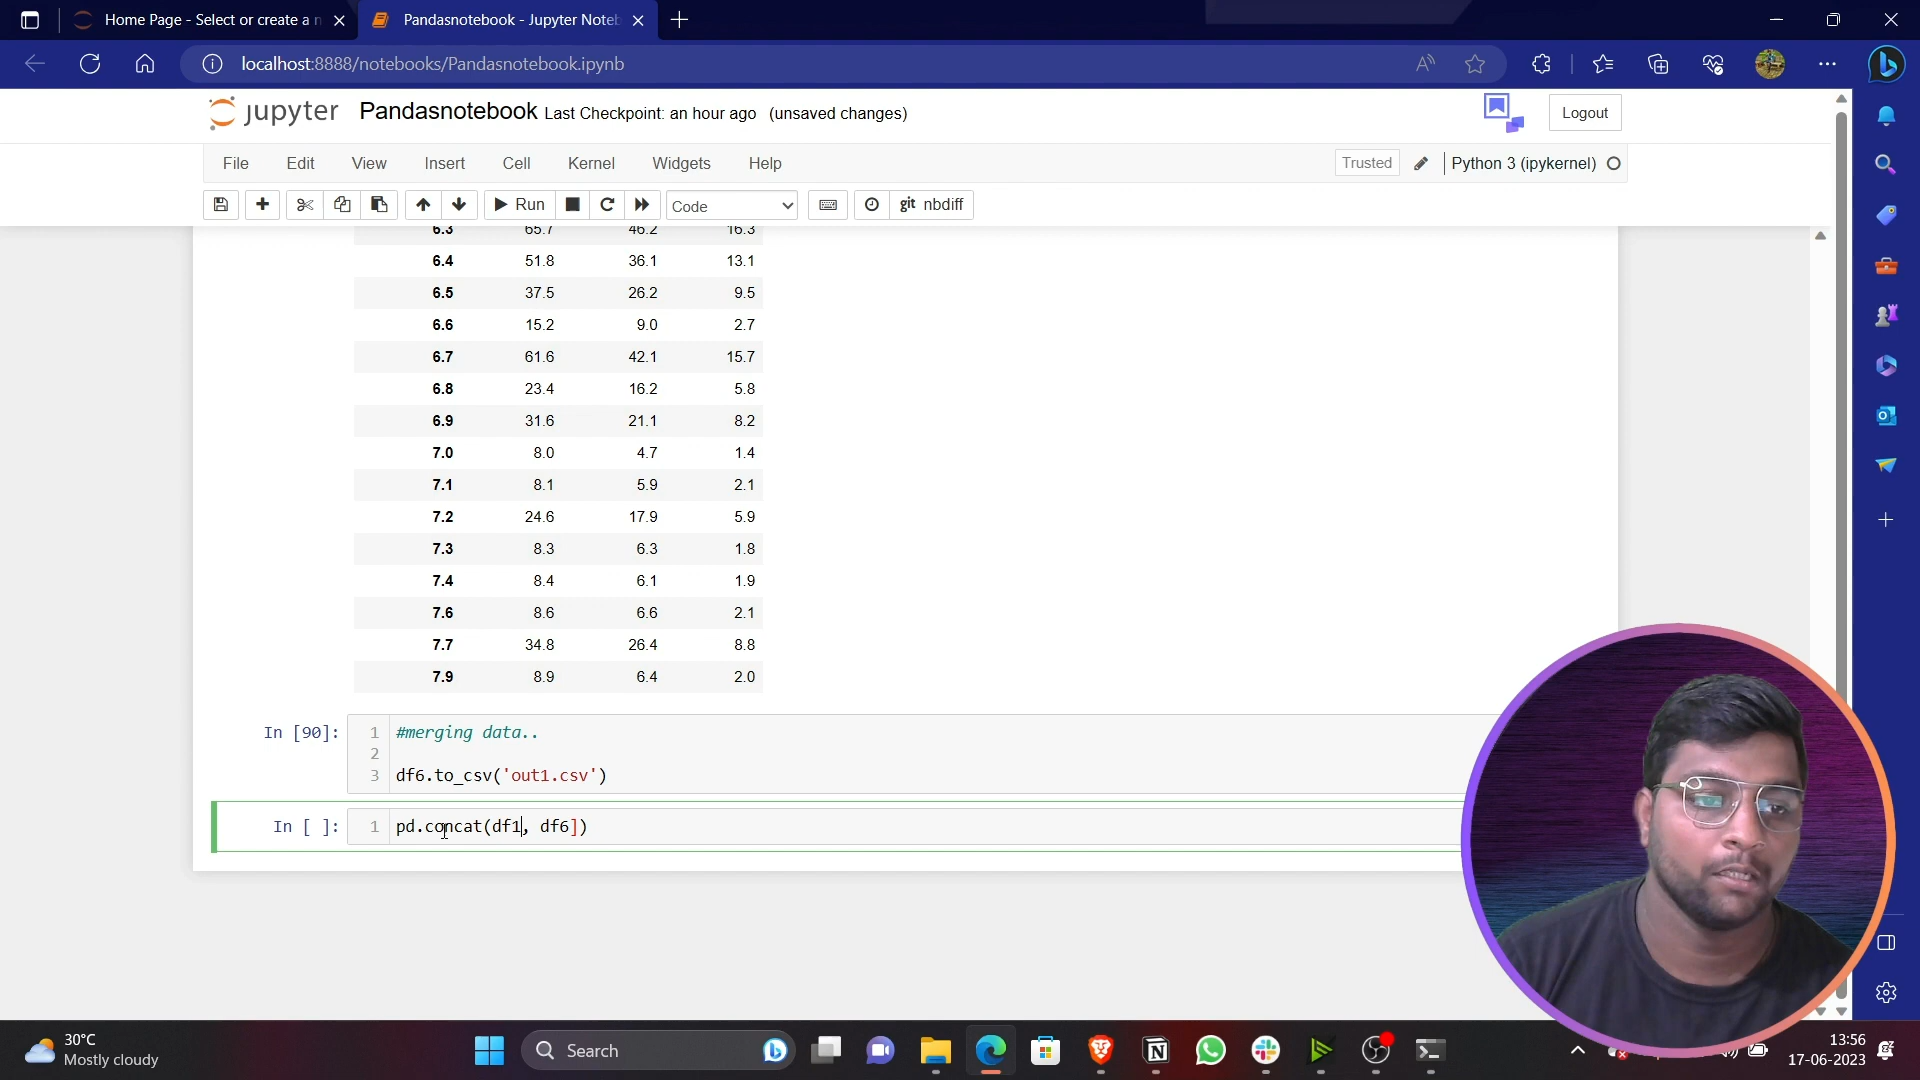 Home Page - Select or create a n
Pandasnotebook - Jupyter Noteb
localhost:8888/notebooks/Pandasnotebook.ipynb
jupyter Pandasnotebook Last Checkpoint: an hour ago (unsaved changes)
Logout
File Edit View Insert Cell Kernel Widgets Help
Trusted
Python 3 (ipykernel)
Run
Code
git nbdiff
6.3 65.7 46.2 16.3
6.4 51.8 36.1 13.1
6.5 37.5 26.2 9.5
6.6 15.2 9.0 2.7
6.7 61.6 42.1 15.7
6.8 23.4 16.2 5.8
6.9 31.6 21.1 8.2
7.0 8.0 4.7 1.4
7.1 8.1 5.9 2.1
7.2 24.6 17.9 5.9
7.3 8.3 6.3 1.8
7.4 8.4 6.1 1.9
7.6 8.6 6.6 2.1
7.7 34.8 26.4 8.8
7.9 8.9 6.4 2.0
In [90]: 1 #merging data..
2
3 df6.to_csv('out1.csv')
In [ ]: 1 pd.concat(df1, df6])
30°C
Mostly cloudy
Search
13:56
17-06-2023